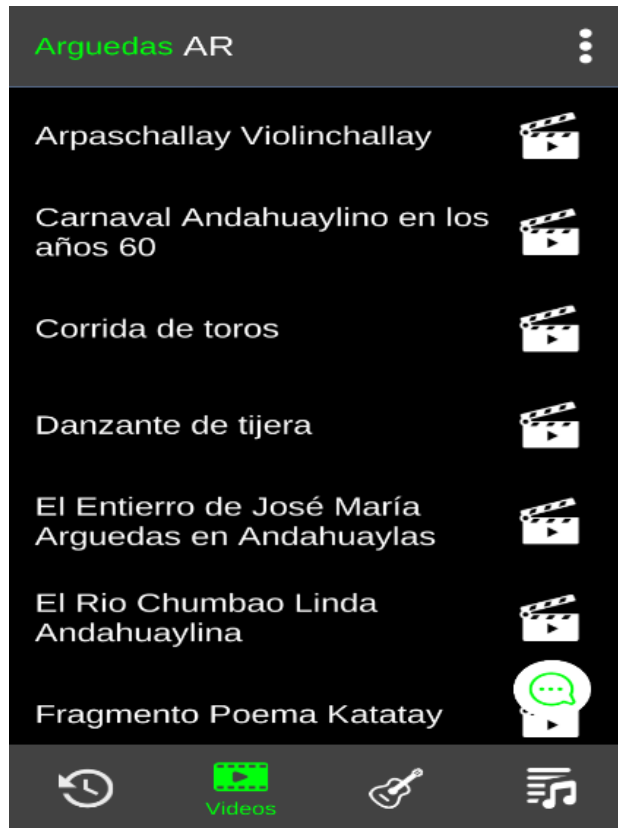 Arguedas AR
Arpaschallay Violinchallay
Carnaval Andahuaylino en los
años 60
Corrida de toros
Danzante de tijera
El Entierro de José María
Arguedas en Andahuaylas
El Rio Chumbao Linda
Andahuaylina
Fragmento Poema Katatay
Videos